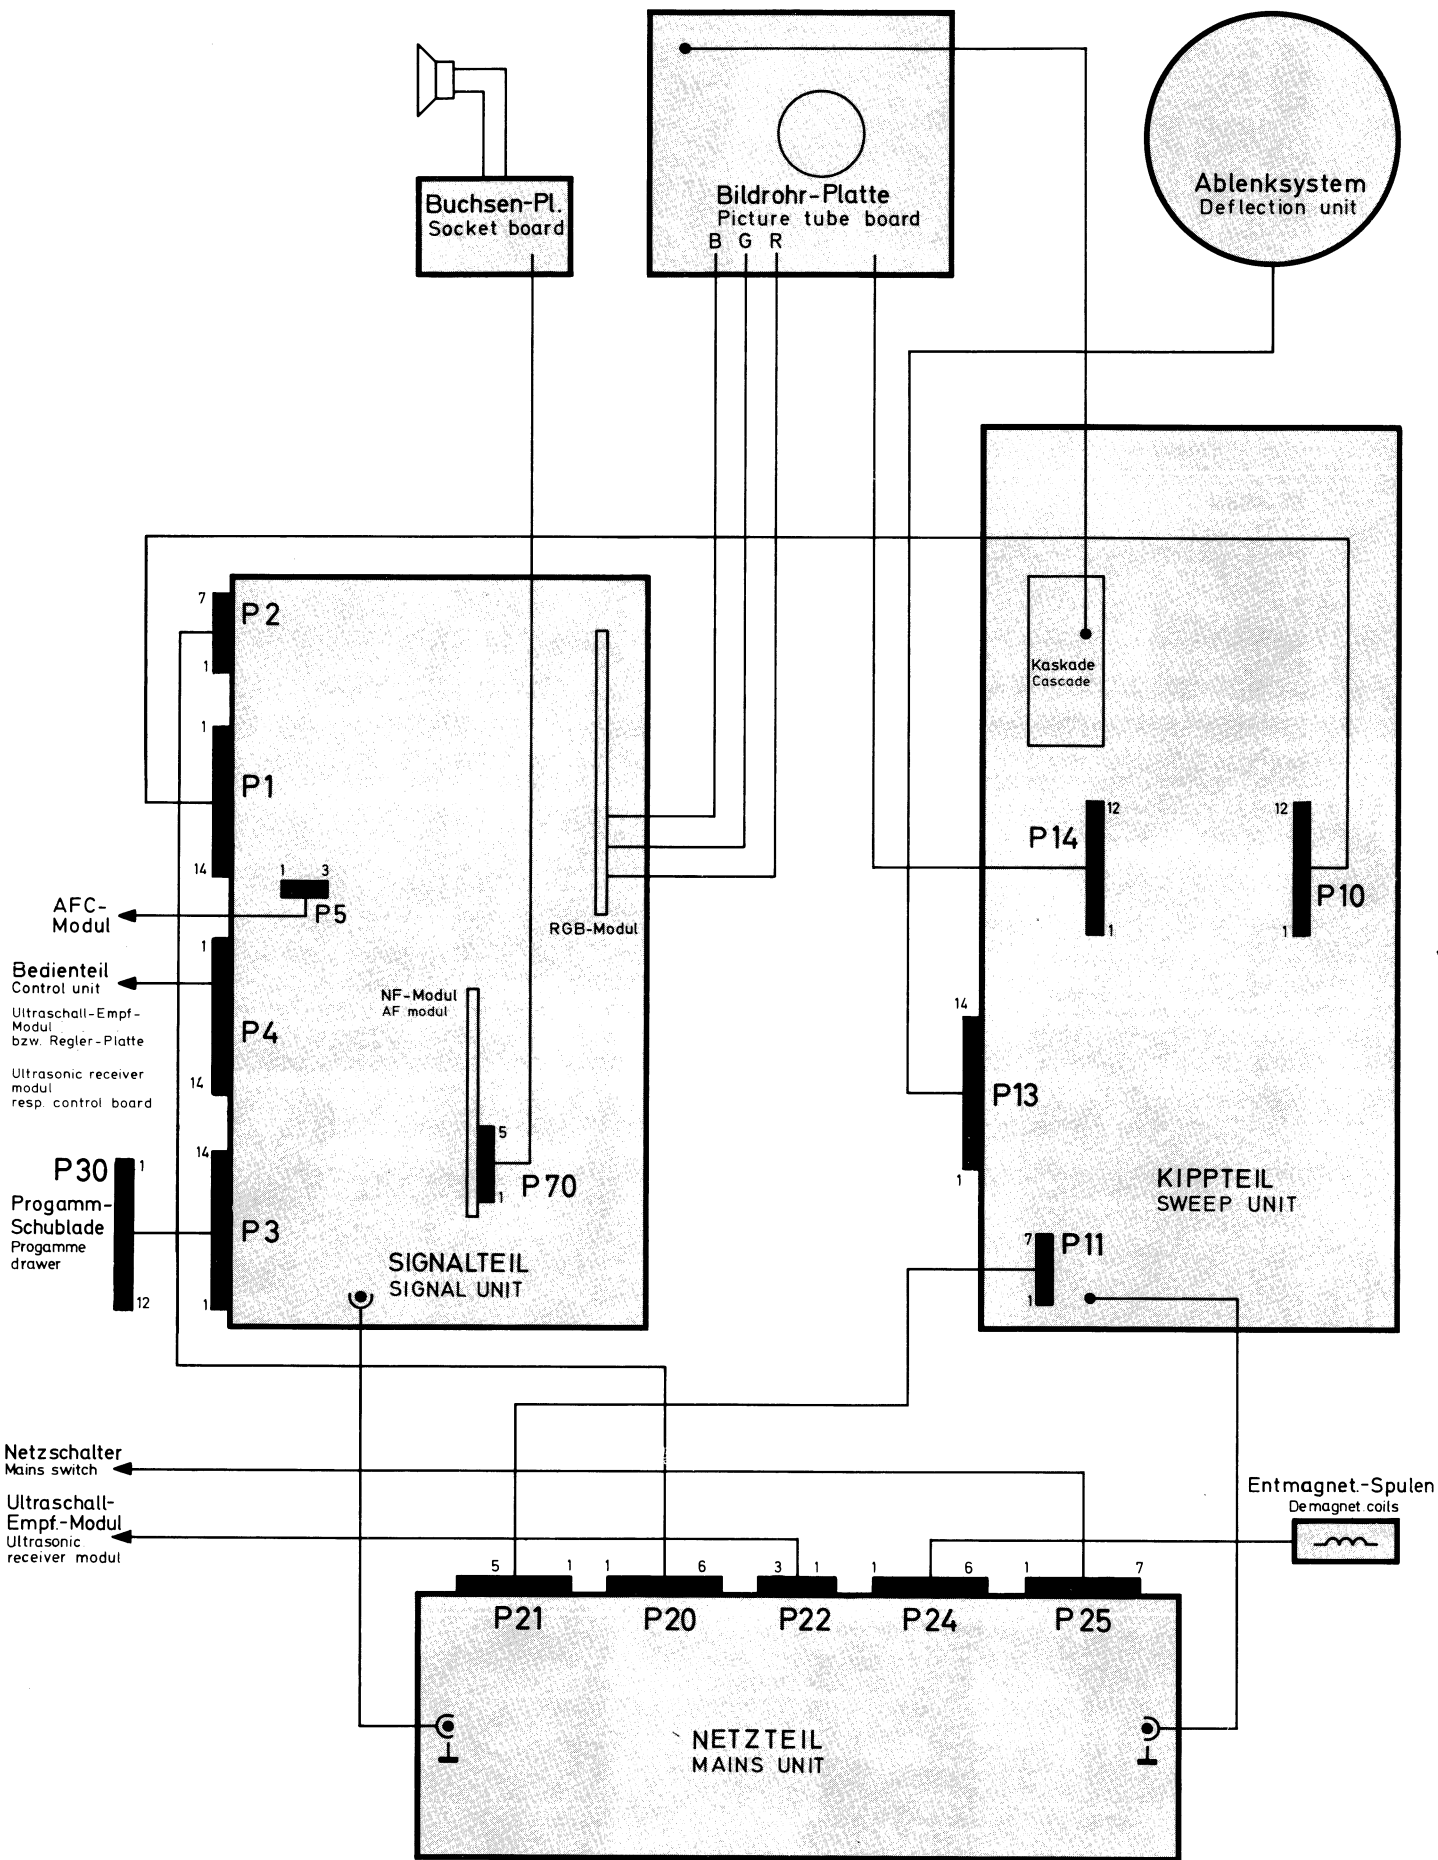 Buchsen-Pl.
Socket board
Bildrohr-Platte
Picture tube board
B G R
Ablenksystem
Deflection unit
7
P2
1
1
P1
14
1 3
P5
AFC-
Modul
1
Bedienteil
Control unit
Ultraschall-Empf-
Modul
bzw. Regler-Platte
P4
Ultrasonic receiver
modul
resp. control board
14
RGB-Modul
NF-Modul
AF modul
5
P70
1
P30
1
Progamm-
Schublade
Progamme
drawer
12
14
P3
1
SIGNALTEIL
SIGNAL UNIT
Kaskade
Cascade
12
P14
1
12
P10
1
14
P13
1
KIPPTEIL
SWEEP UNIT
7
P11
1
Netzschalter
Mains switch
Ultraschall-
Empf.-Modul
Ultrasonic
receiver modul
Entmagnet.-Spulen
Demagnet.coils
5 1 1 6 3 1 1 6 1 7
P21 P20 P22 P24 P25
NETZTEIL
MAINS UNIT